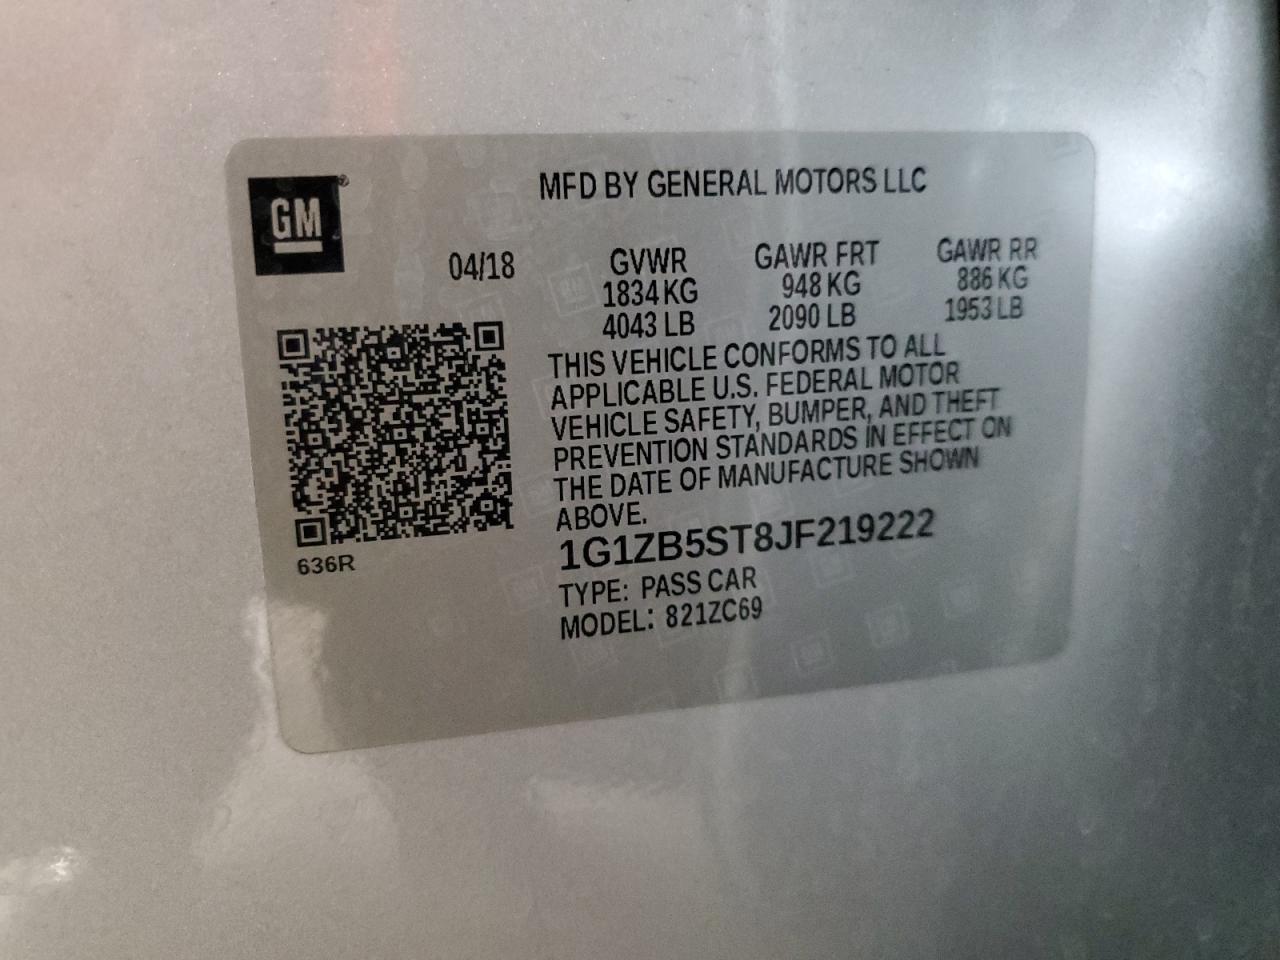 GM
MFD BY GENERAL MOTORS LLC
04/18
GVWR GAWR FRT GAWR RR
1834 KG 948 KG 886 KG
4043 LB 2090 LB 1953 LB
THIS VEHICLE CONFORMS TO ALL
APPLICABLE U.S. FEDERAL MOTOR
VEHICLE SAFETY, BUMPER, AND THEFT
PREVENTION STANDARDS IN EFFECT ON
THE DATE OF MANUFACTURE SHOWN
ABOVE.
1G1ZB5ST8JF219222
TYPE: PASS CAR
MODEL: 821ZC69
636R